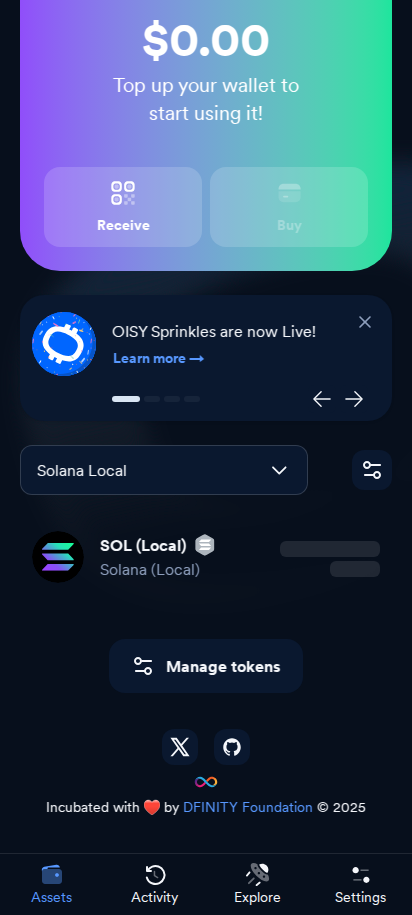 $0.00
Top up your wallet to
start using it!
Receive
Buy
OISY Sprinkles are now Live!
Learn more →
Solana Local
SOL (Local)
Solana (Local)
Manage tokens
Incubated with ❤️ by DFINITY Foundation © 2025
Assets
Activity
Explore
Settings